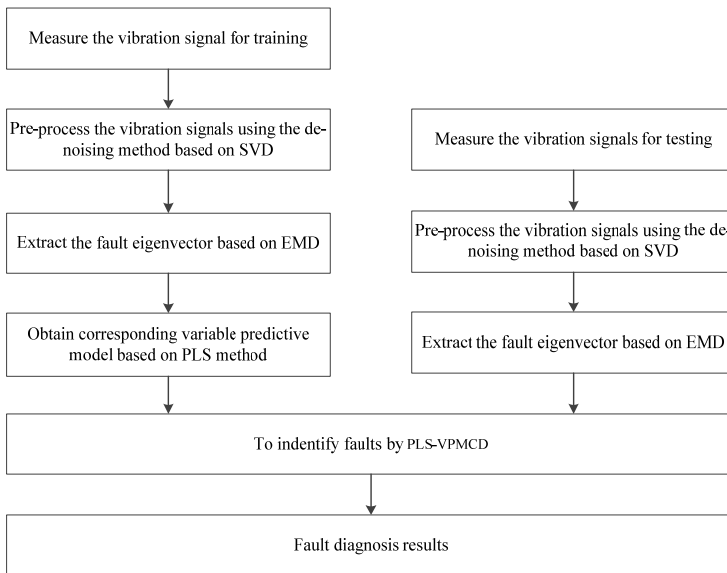 Measure the vibration signal for training
Pre-process the vibration signals using the de-
noising method based on SVD
Extract the fault eigenvector based on EMD
Obtain corresponding variable predictive
model based on PLS method
Measure the vibration signals for testing
Pre-process the vibration signals using the de-
noising method based on SVD
Extract the fault eigenvector based on EMD
To indentify faults by PLS-VPMCD
Fault diagnosis results